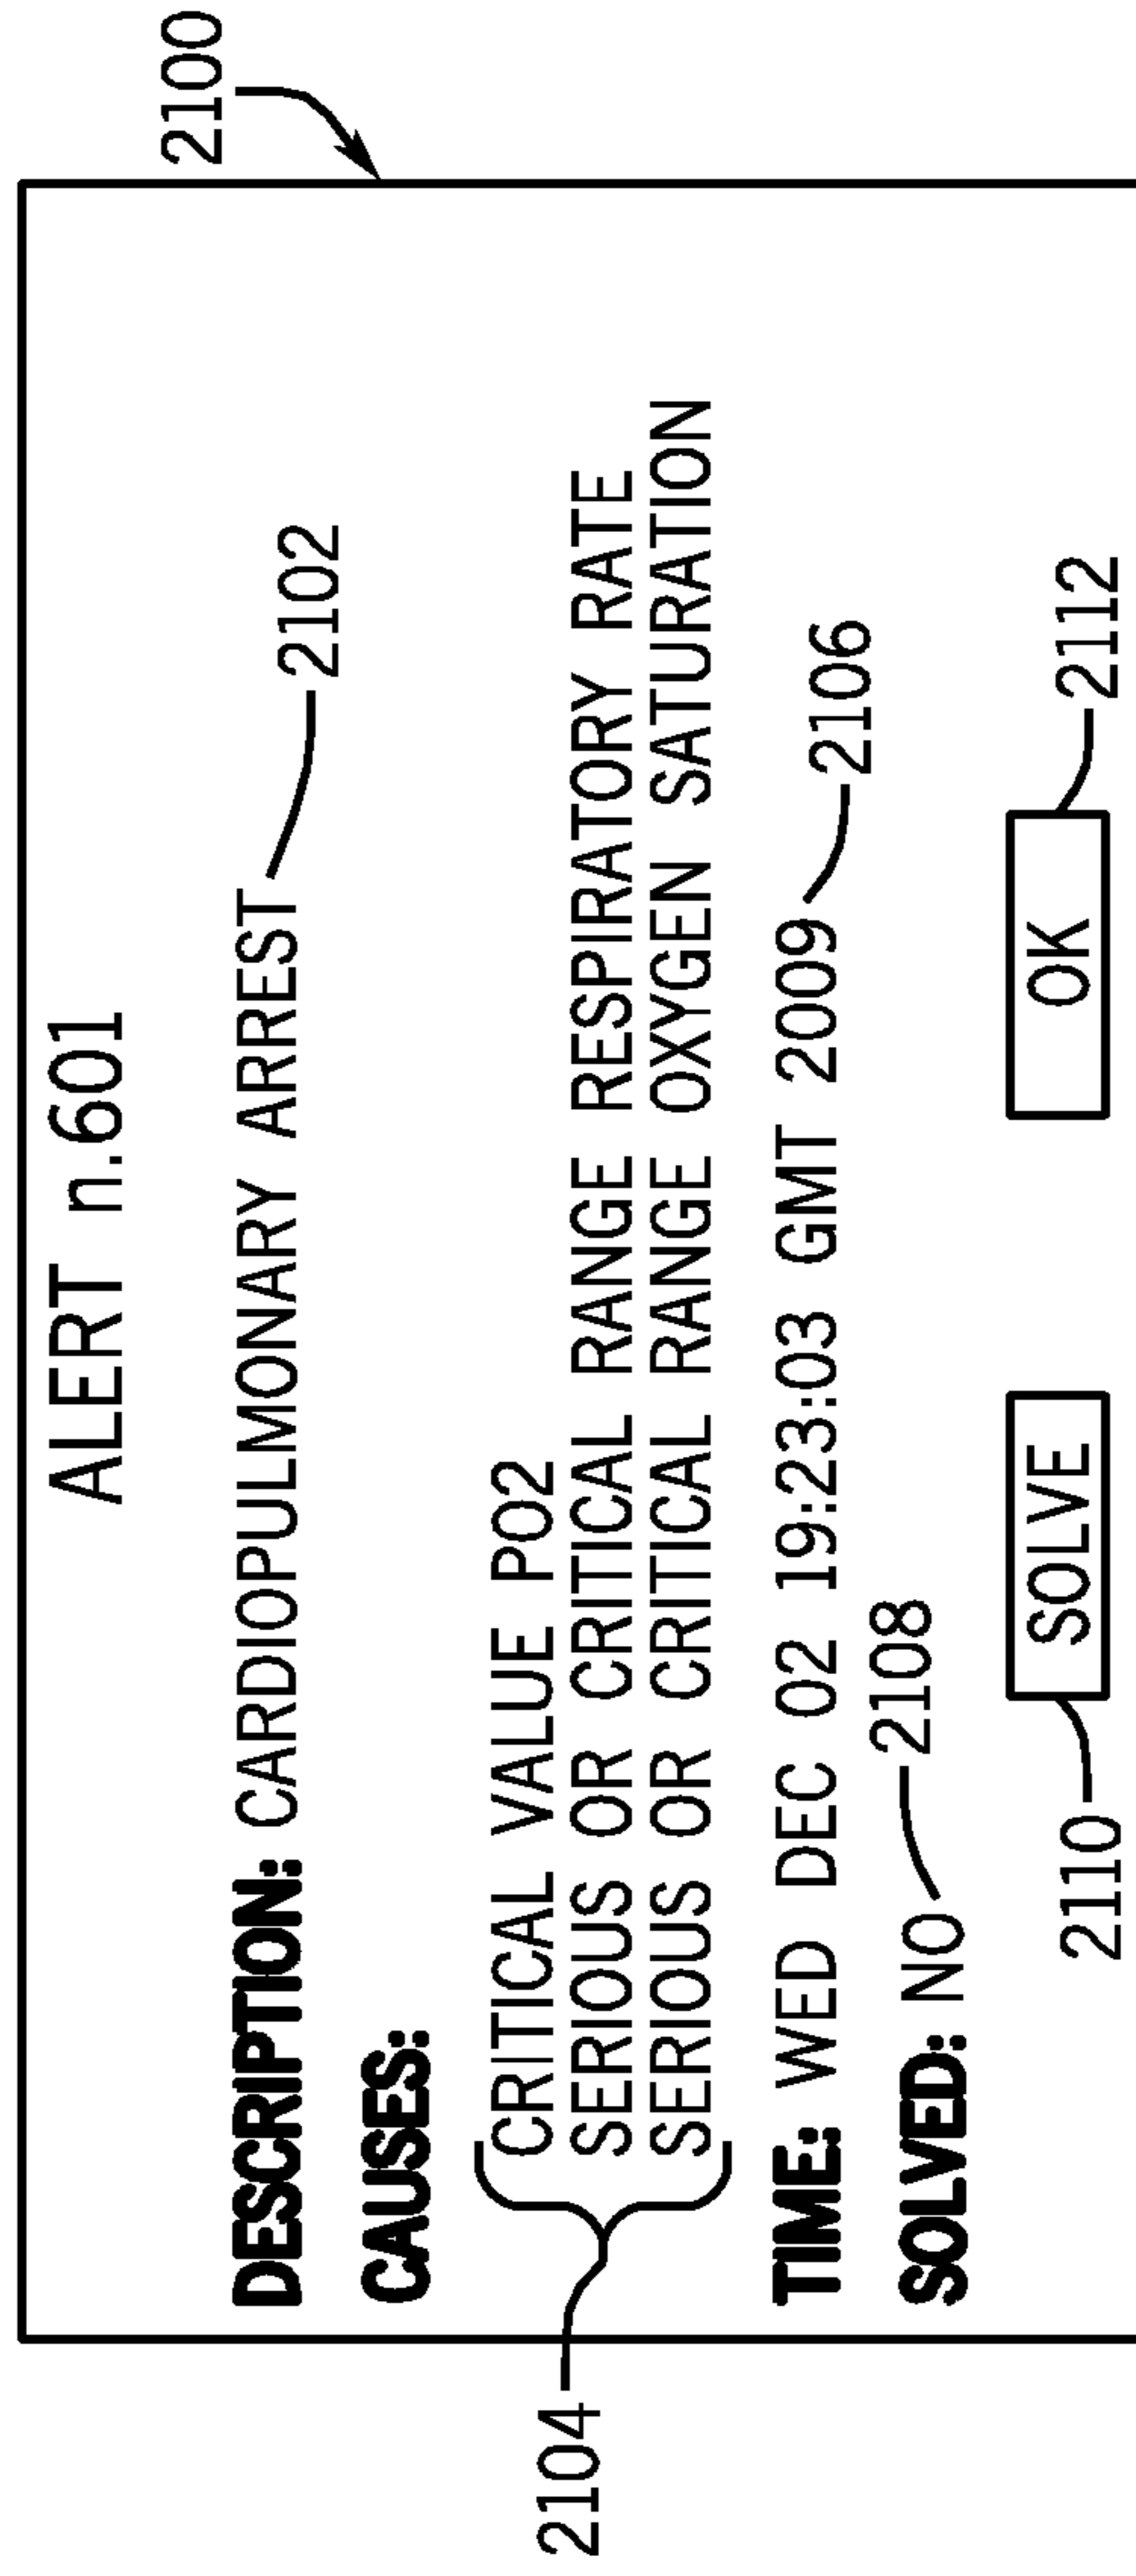 2100
ALERT n.601
DESCRIPTION: CARDIOPULMONARY ARREST
2102
CAUSES:
2104
CRITICAL VALUE PO2
SERIOUS OR CRITICAL RANGE RESPIRATORY RATE
SERIOUS OR CRITICAL RANGE OXYGEN SATURATION
TIME: WED DEC 02 19:23:03 GMT 2009
2106
SOLVED: NO
2108
2110
SOLVE
OK
2112